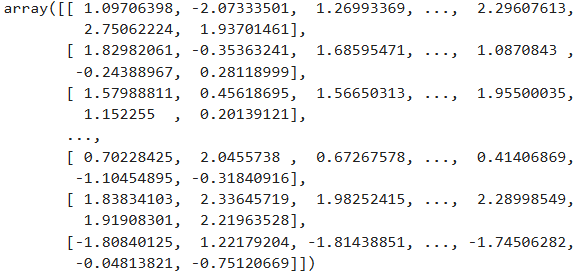 array([[ 1.09706398, -2.07333501, 1.26993369, ..., 2.29607613,
2.75062224, 1.93701461],
[ 1.82982061, -0.35363241, 1.68595471, ..., 1.0870843 ,
-0.24388967, 0.28118999],
[ 1.57988811, 0.45618695, 1.56650313, ..., 1.95500035,
1.152255 , 0.20139121],
...,
[ 0.70228425, 2.0455738 , 0.67267578, ..., 0.41406869,
-1.10454895, -0.31840916],
[ 1.83834103, 2.33645719, 1.98252415, ..., 2.28998549,
1.91908301, 2.21963528],
[-1.80840125, 1.22179204, -1.81438851, ..., -1.74506282,
-0.04813821, -0.75120669]])